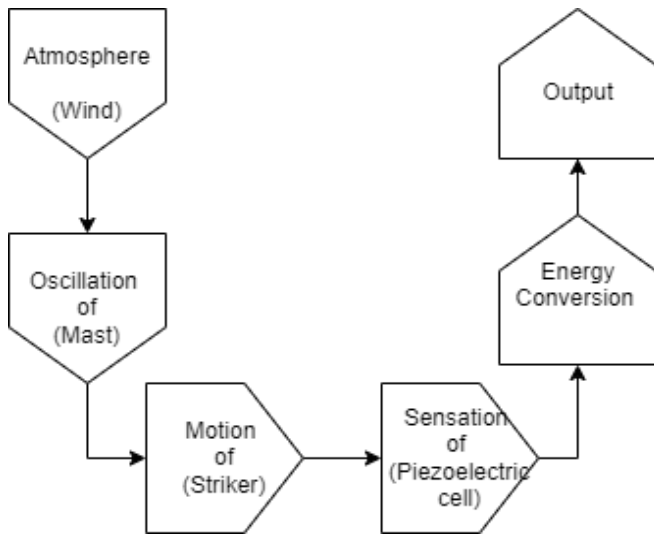 Atmosphere
(Wind)
Oscillation
of
(Mast)
Motion
of
(Striker)
Sensation
of
(Piezoelectric
cell)
Energy
Conversion
Output